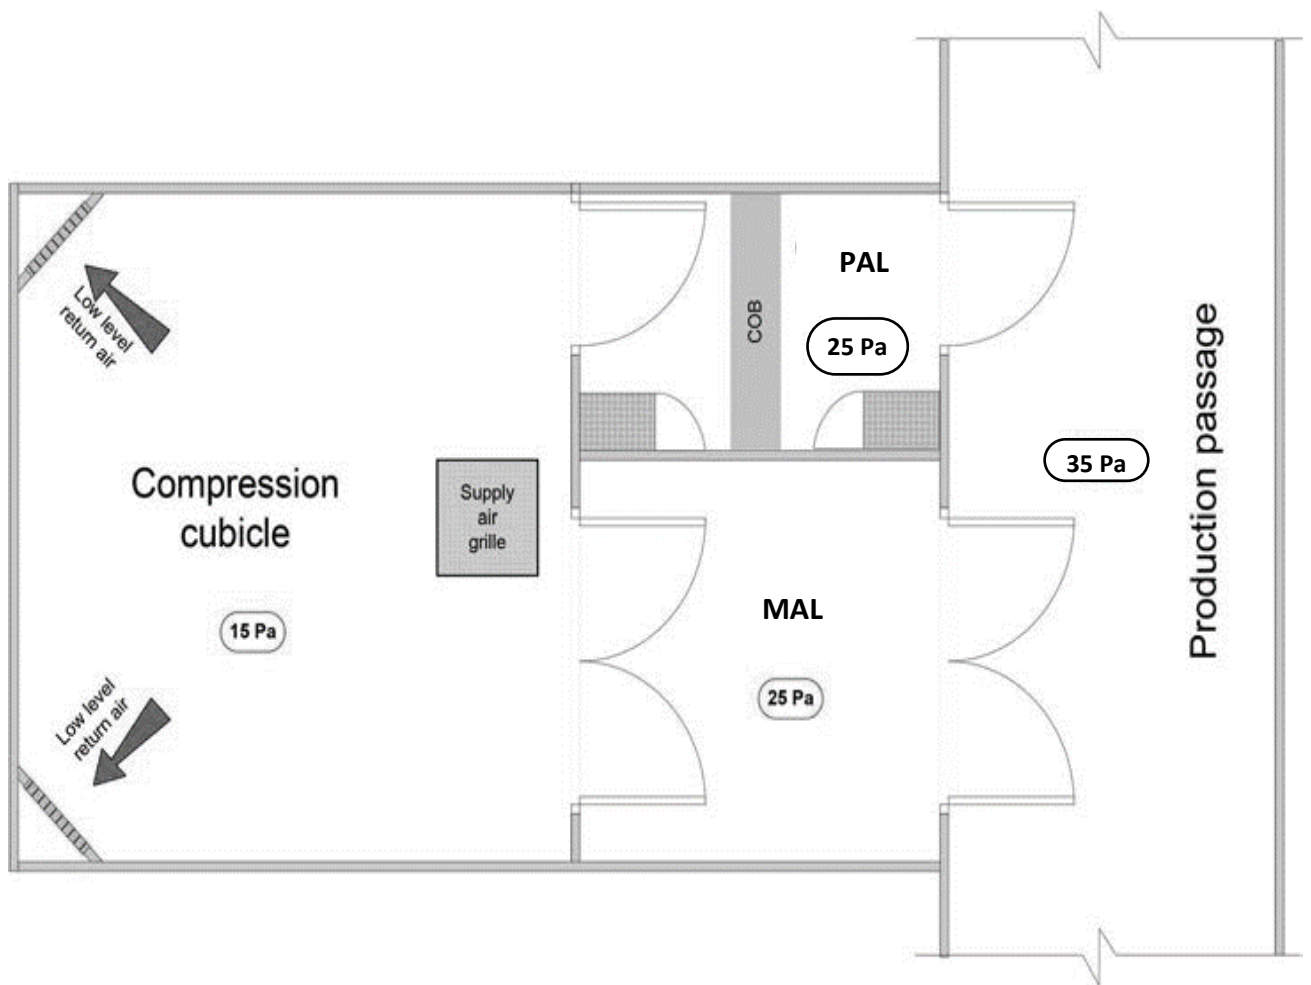 Low level
return air
Compression
cubicle
15 Pa
Low level
return air
Supply
air
grille
COB
PAL
25 Pa
MAL
25 Pa
35 Pa
Production passage